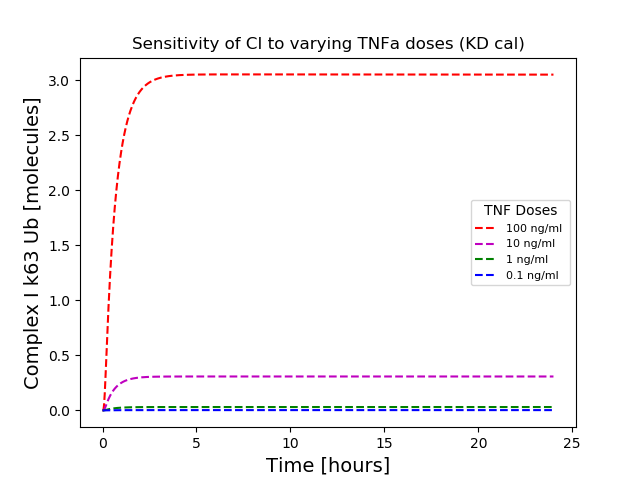 Sensitivity of CI to varying TNFa doses (KD cal)
Complex I k63 Ub [molecules]
3.0
2.5
2.0
1.5
1.0
0.5
0.0
TNF Doses
100 ng/ml
10 ng/ml
1 ng/ml
0.1 ng/ml
0 5 10 15 20 25
Time [hours]